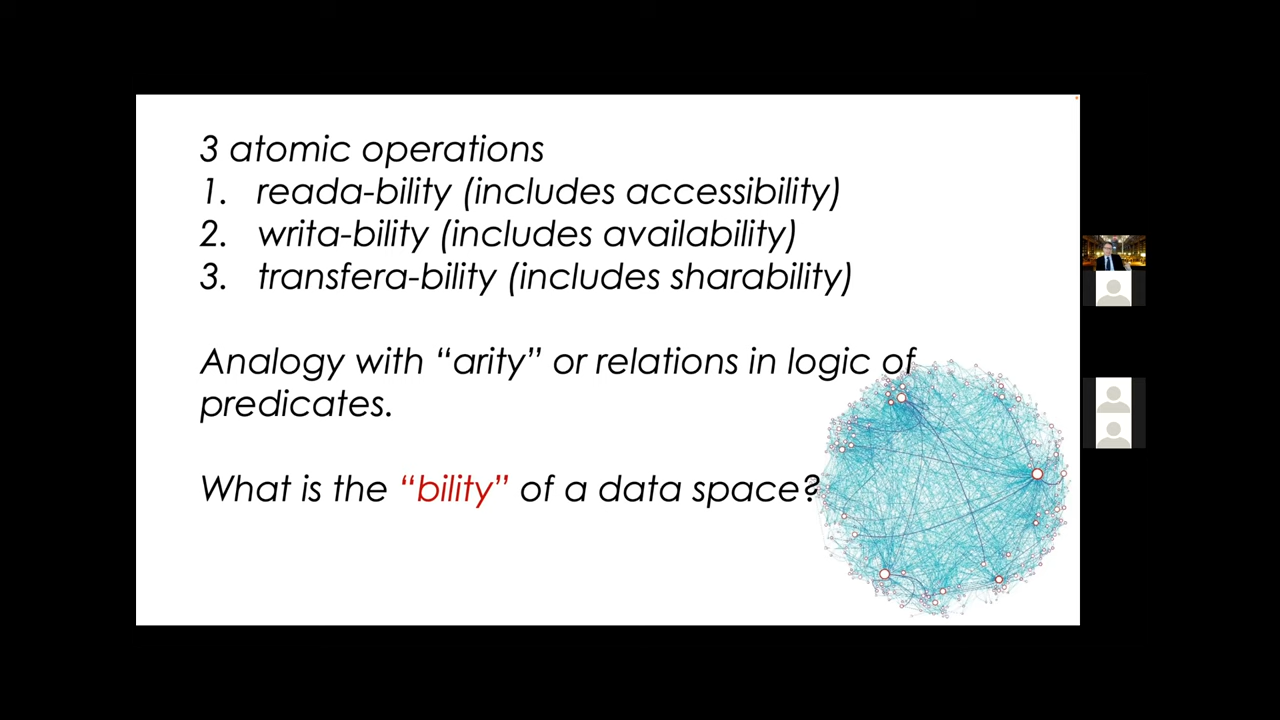 3 atomic operations
1. reada-bility (includes accessibility)
2. writa-bility (includes availability)
3. transfera-bility (includes sharability)
Analogy with “arity” or relations in logic of
predicates.
What is the “bility” of a data space?